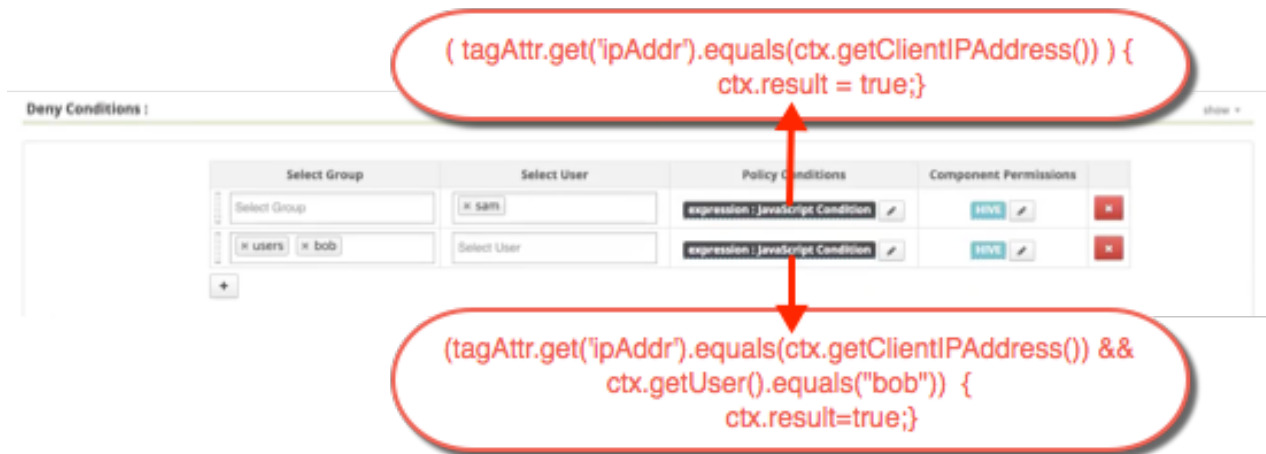 ( tagAttr.get('ipAddr').equals(ctx.getClientIPAddress()) ) {
ctx.result = true;}
Deny Conditions :
show
Select Group Select User Policy Conditions Component Permissions
Select Group × sam expression : JavaScript Condition HIVE ×
× users × bob Select User expression : JavaScript Condition HIVE ×
+
(tagAttr.get('ipAddr').equals(ctx.getClientIPAddress()) &&
ctx.getUser().equals("bob")) {
ctx.result=true;}